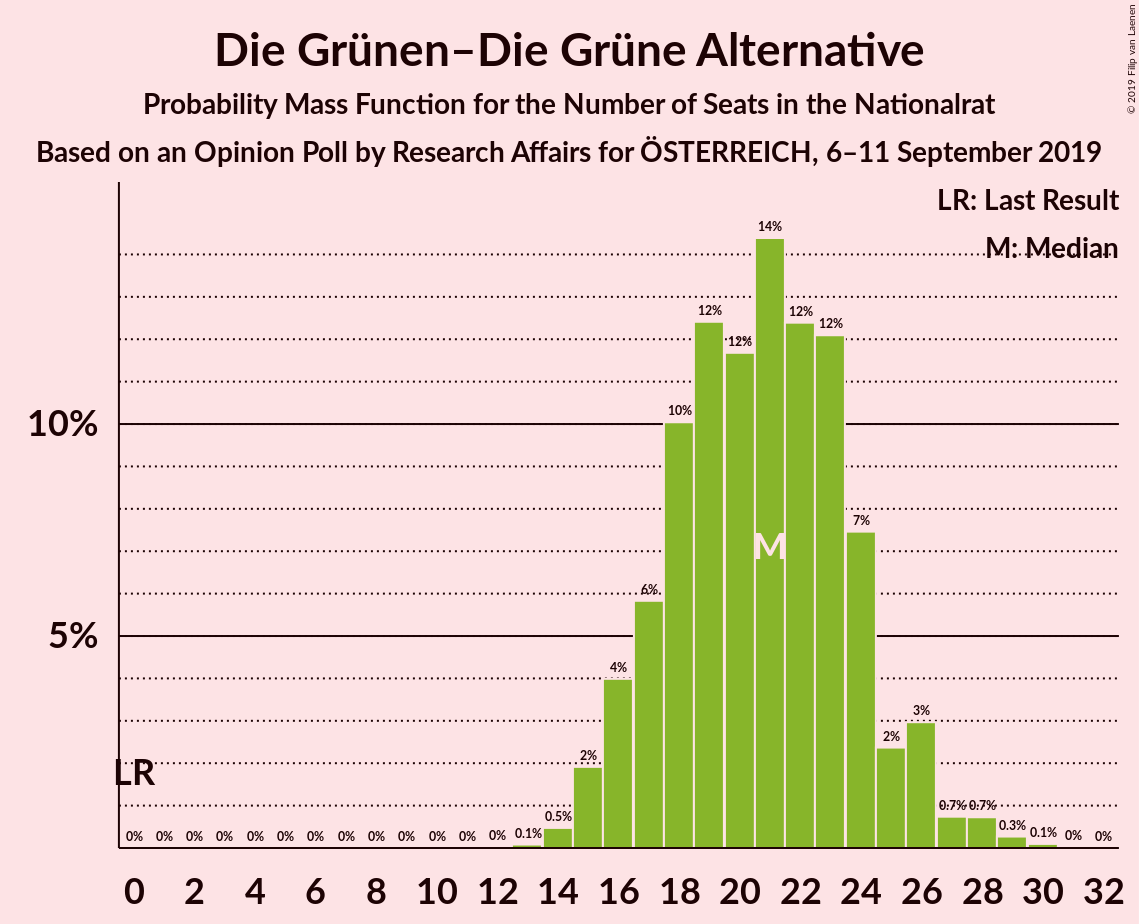 Die Grünen–Die Grüne Alternative
Probability Mass Function for the Number of Seats in the Nationalrat
Based on an Opinion Poll by Research Affairs for ÖSTERREICH, 6–11 September 2019
© 2019 Filip van Laenen
LR: Last Result
M: Median
14%
12% 12% 12% 12%
10%
10%
7%
M
6%
5%
4%
3%
2% 2%
LR
0.5% 0.7% 0.7%
0% 0% 0% 0% 0% 0% 0% 0% 0% 0% 0% 0% 0% 0.1% 0.3% 0.1% 0% 0%
0 2 4 6 8 10 12 14 16 18 20 22 24 26 28 30 32